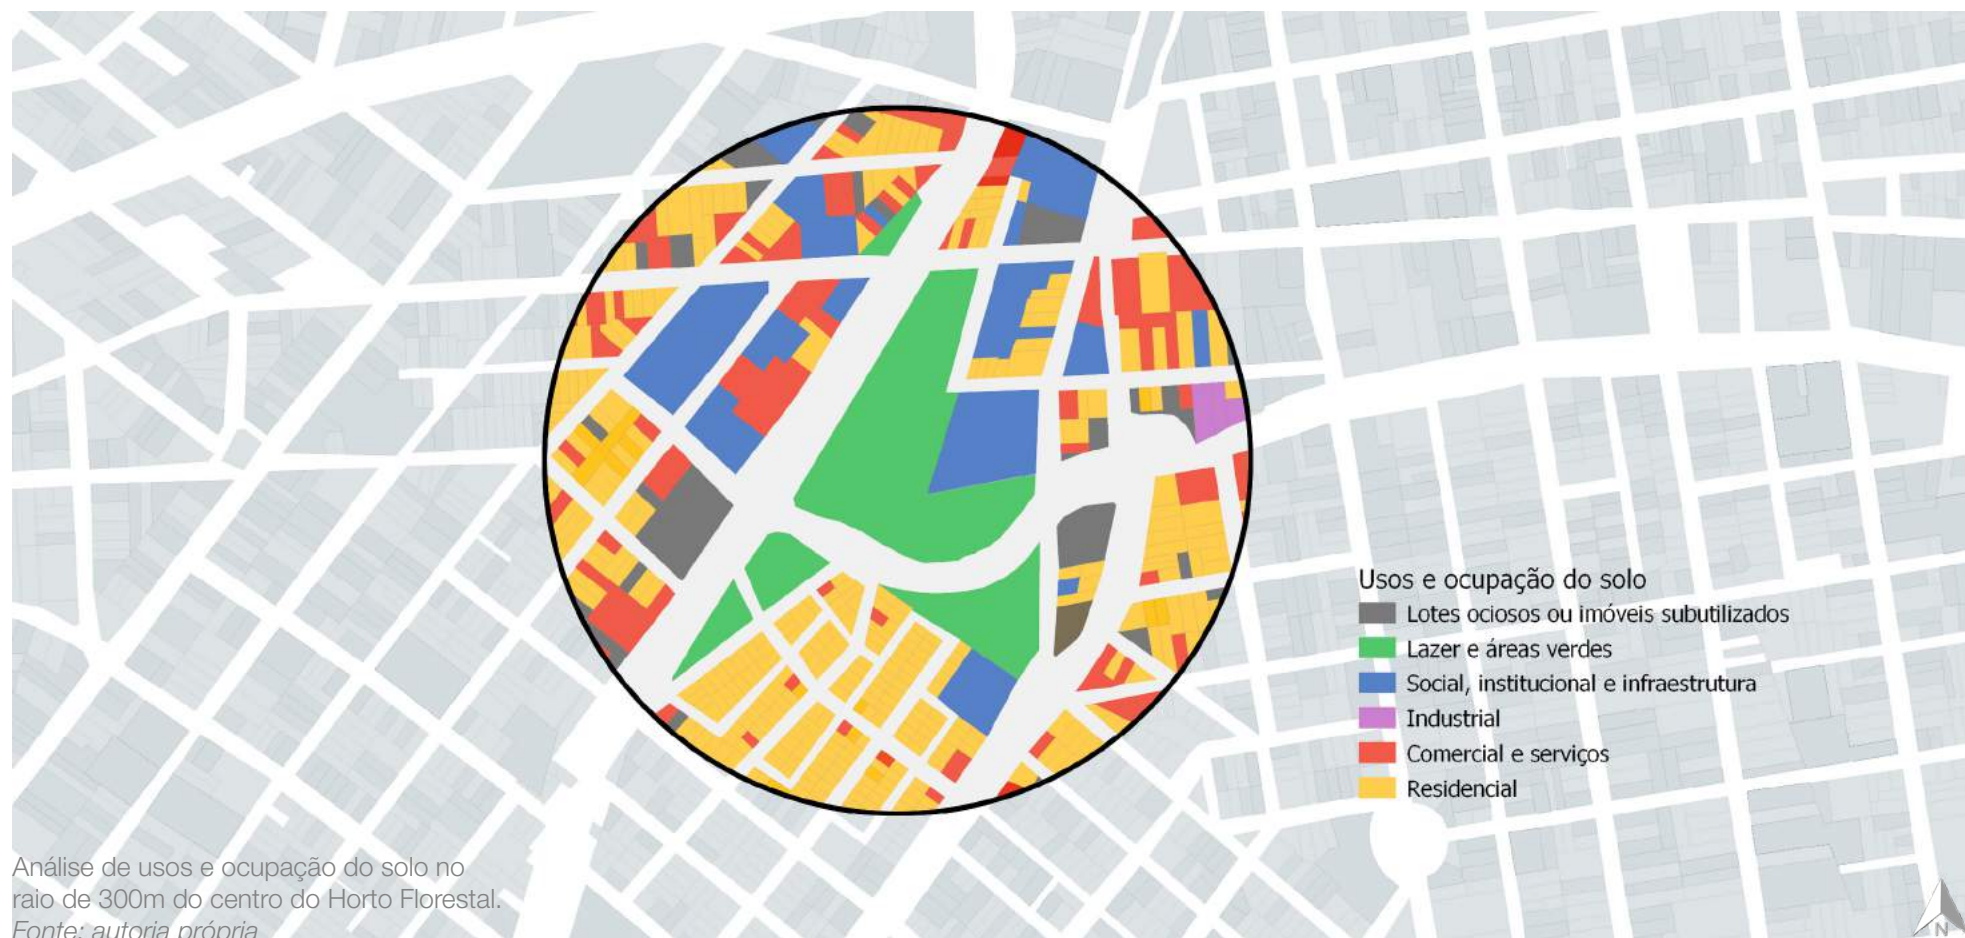 Usos e ocupação do solo
Lotes ociosos ou imóveis subutilizados
Lazer e áreas verdes
Social, institucional e infraestrutura
Industrial
Comercial e serviços
Residencial
Análise de usos e ocupação do solo no
raio de 300m do centro do Horto Florestal.
Fonte: autoria própria
N